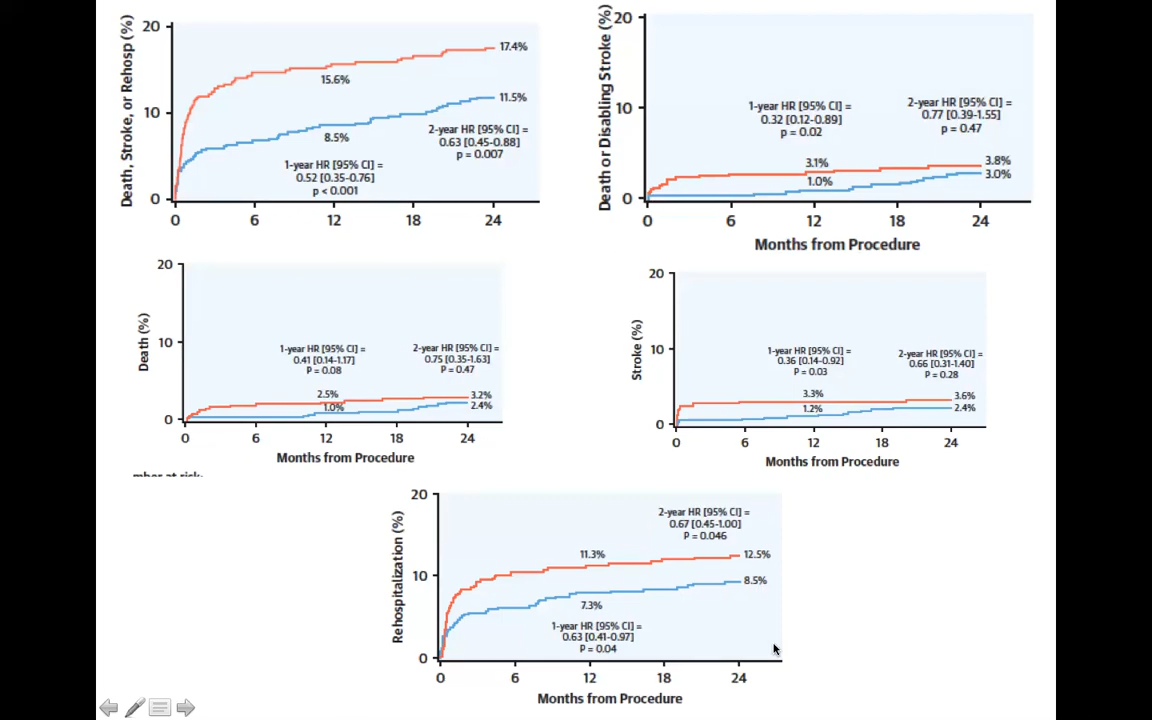 Death, Stroke, or Rehosp (%)
20
10
0
17.4%
15.6%
11.5%
8.5%
2-year HR [95% CI] =
0.63 [0.45-0.88]
p = 0.007
1-year HR [95% CI] =
0.52 [0.35-0.76]
p < 0.001
0 6 12 18 24
Death or Disabling Stroke (%)
20
10
0
1-year HR [95% CI] =
0.32 [0.12-0.89]
p = 0.02
2-year HR [95% CI] =
0.77 [0.39-1.55]
p = 0.47
3.1%
1.0%
3.8%
3.0%
0 6 12 18 24
Months from Procedure
Death (%)
20
10
0
1-year HR [95% CI] =
0.41 [0.14-1.17]
P = 0.08
2-year HR [95% CI] =
0.75 [0.35-1.63]
P = 0.47
2.5%
1.0%
3.2%
2.4%
0 6 12 18 24
Months from Procedure
Stroke (%)
20
10
0
1-year HR [95% CI] =
0.36 [0.14-0.92]
P = 0.03
2-year HR [95% CI] =
0.66 [0.31-1.40]
P = 0.28
3.3%
1.2%
3.6%
2.4%
0 6 12 18 24
Months from Procedure
Rehospitalization (%)
20
10
0
2-year HR [95% CI] =
0.67 [0.45-1.00]
P = 0.046
11.3%
12.5%
8.5%
7.3%
1-year HR [95% CI] =
0.63 [0.41-0.97]
P = 0.04
0 6 12 18 24
Months from Procedure